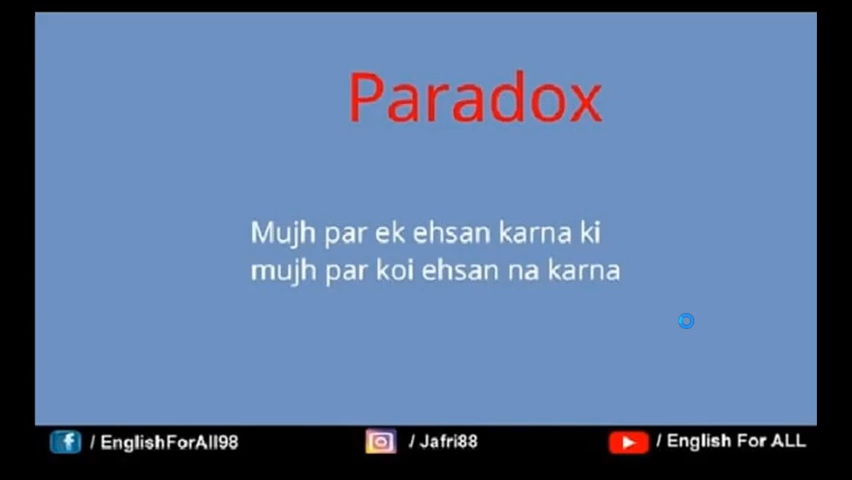 Paradox
Mujh par ek ehsan karna ki
mujh par koi ehsan na karna
/ EnglishForAll98
/ Jafri88
/ English For ALL